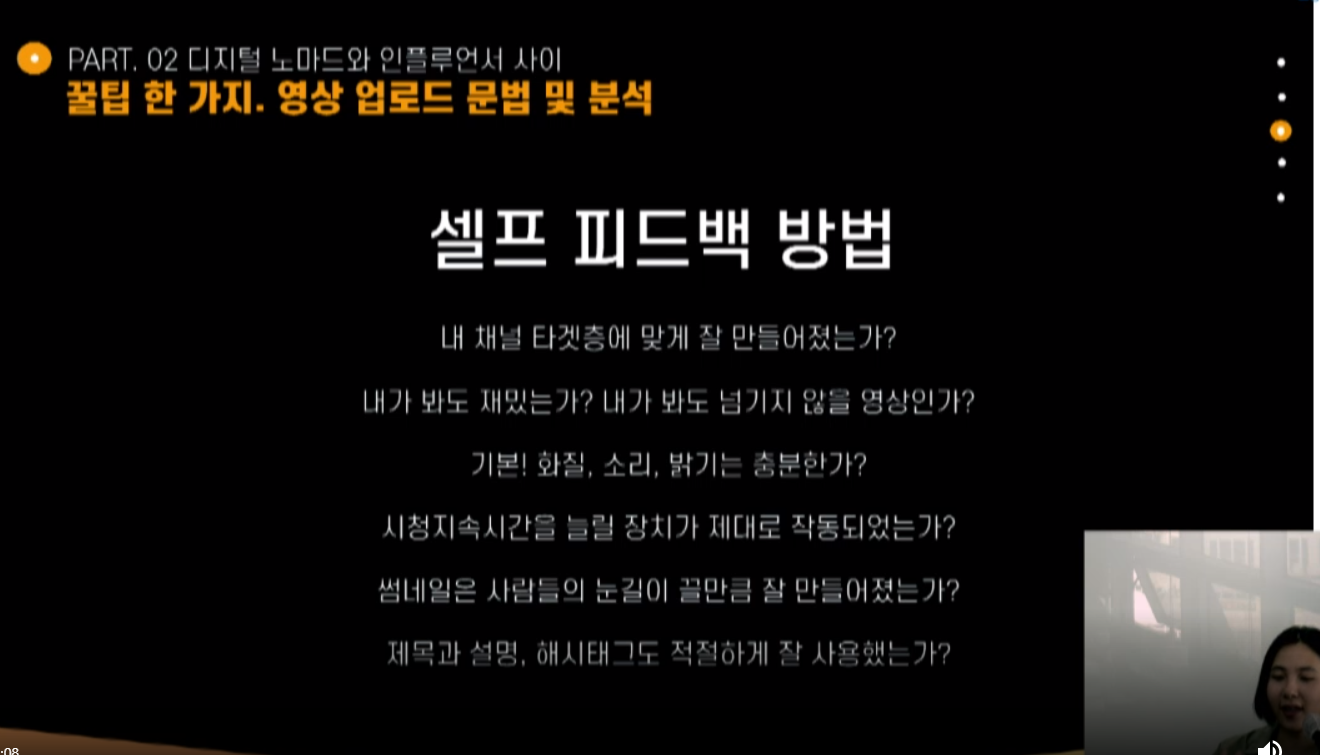 PART. 02 디지털 노마드와 인플루언서 사이
꿀팁 한 가지. 영상 업로드 문법 및 분석
셀프 피드백 방법
내 채널 타겟층에 맞게 잘 만들어졌는가?
내가 봐도 재밌는가? 내가 봐도 넘기지 않을 영상인가?
기본! 화질, 소리, 밝기는 충분한가?
시청지속시간을 늘릴 장치가 제대로 작동되었는가?
썸네일은 사람들의 눈길이 끌만큼 잘 만들어졌는가?
제목과 설명, 해시태그도 적절하게 잘 사용했는가?
:08